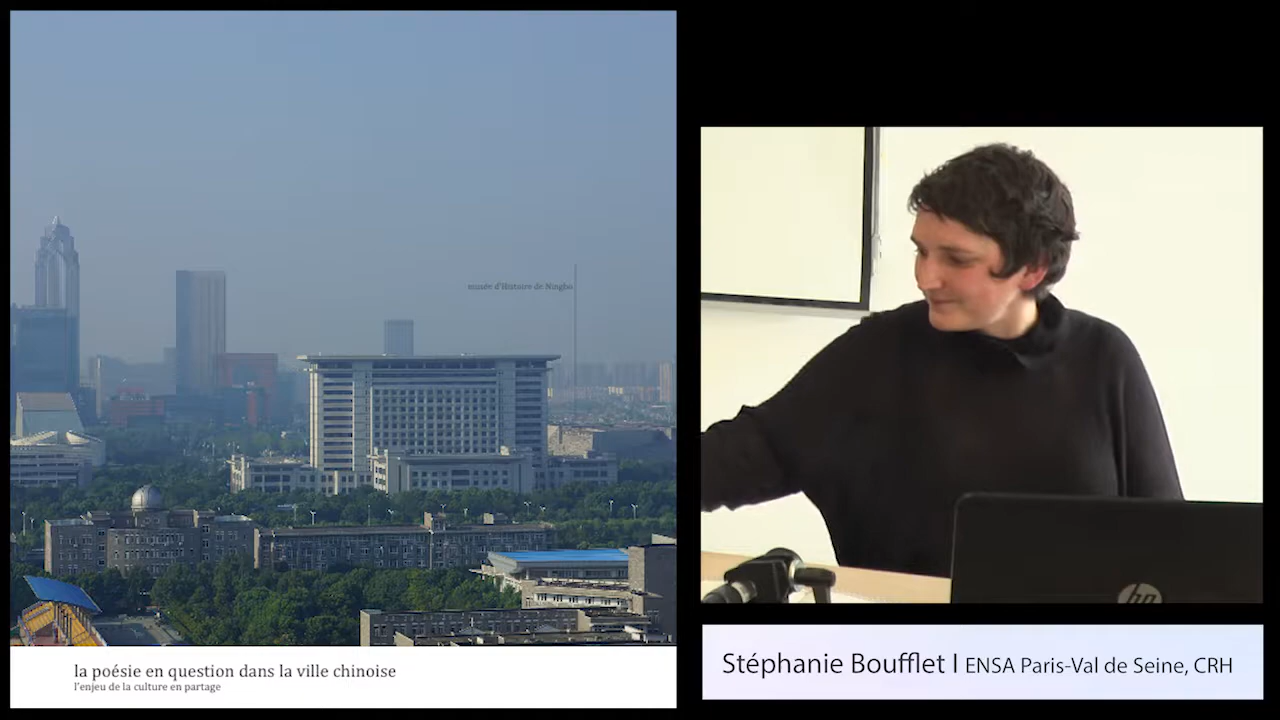 musée d'Histoire de Ningbo
la poésie en question dans la ville chinoise
l'enjeu de la culture en partage
hp
Stéphanie Boufflet I ENSA Paris-Val de Seine, CRH